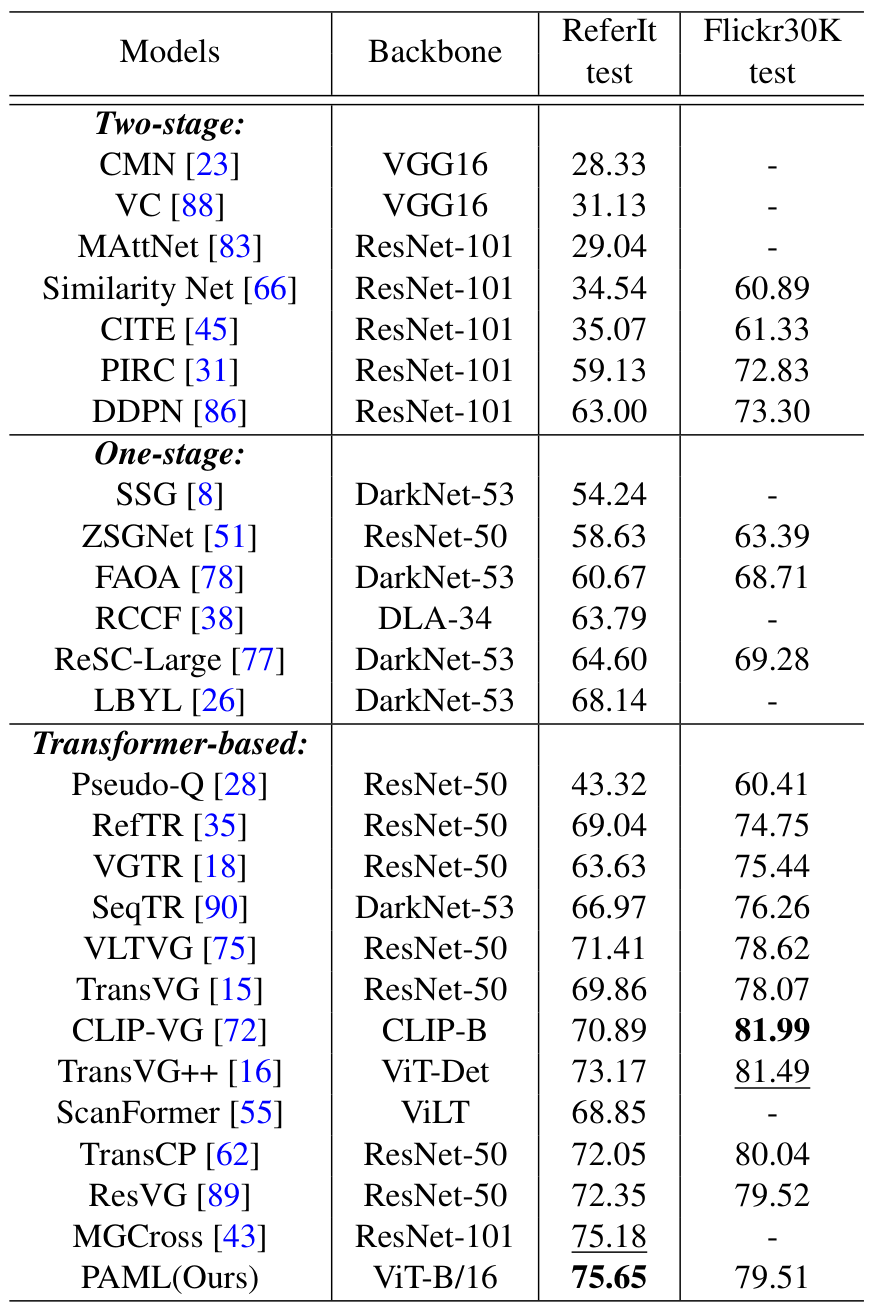 Models Backbone ReferIt test Flickr30K test
Two-stage:
CMN [23] VGG16 28.33 -
VC [88] VGG16 31.13 -
MAttNet [83] ResNet-101 29.04 -
Similarity Net [66] ResNet-101 34.54 60.89
CITE [45] ResNet-101 35.07 61.33
PIRC [31] ResNet-101 59.13 72.83
DDPN [86] ResNet-101 63.00 73.30
One-stage:
SSG [8] DarkNet-53 54.24 -
ZSGNet [51] ResNet-50 58.63 63.39
FAOA [78] DarkNet-53 60.67 68.71
RCCF [38] DLA-34 63.79 -
ReSC-Large [77] DarkNet-53 64.60 69.28
LBYL [26] DarkNet-53 68.14 -
Transformer-based:
Pseudo-Q [28] ResNet-50 43.32 60.41
RefTR [35] ResNet-50 69.04 74.75
VGTR [18] ResNet-50 63.63 75.44
SeqTR [90] DarkNet-53 66.97 76.26
VLTVG [75] ResNet-50 71.41 78.62
TransVG [15] ResNet-50 69.86 78.07
CLIP-VG [72] CLIP-B 70.89 81.99
TransVG++ [16] ViT-Det 73.17 81.49
ScanFormer [55] ViLT 68.85 -
TransCP [62] ResNet-50 72.05 80.04
ResVG [89] ResNet-50 72.35 79.52
MGCross [43] ResNet-101 75.18 -
PAML(Ours) ViT-B/16 75.65 79.51